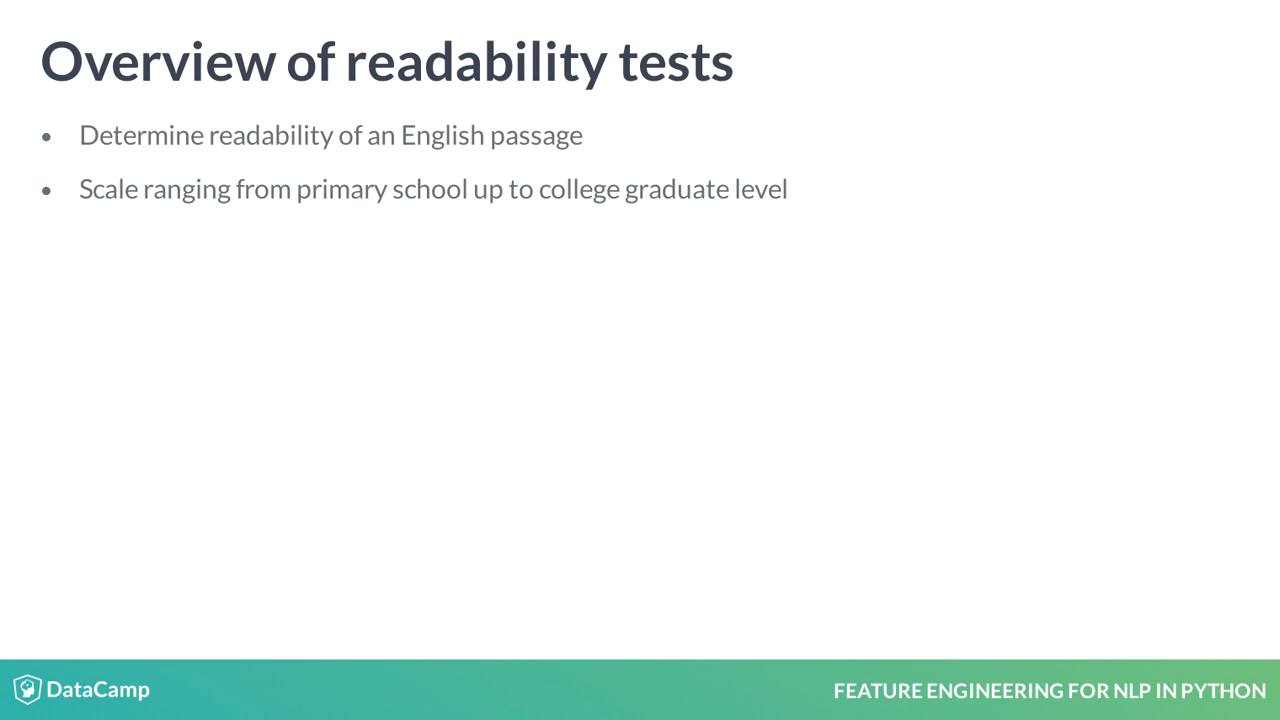 Overview of readability tests
• Determine readability of an English passage
• Scale ranging from primary school up to college graduate level
DataCamp
FEATURE ENGINEERING FOR NLP IN PYTHON